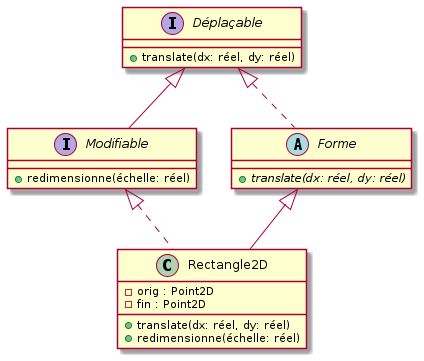 I Déplaçable
translate(dx: réel, dy: réel)
I Modifiable
redimensionne(échelle: réel)
A Forme
translate(dx: réel, dy: réel)
C Rectangle2D
orig : Point2D
fin : Point2D
translate(dx: réel, dy: réel)
redimensionne(échelle: réel)